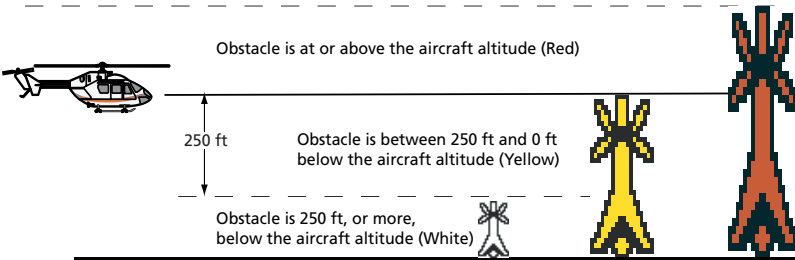 Obstacle is at or above the aircraft altitude (Red)
250 ft
Obstacle is between 250 ft and 0 ft
below the aircraft altitude (Yellow)
Obstacle is 250 ft, or more,
below the aircraft altitude (White)